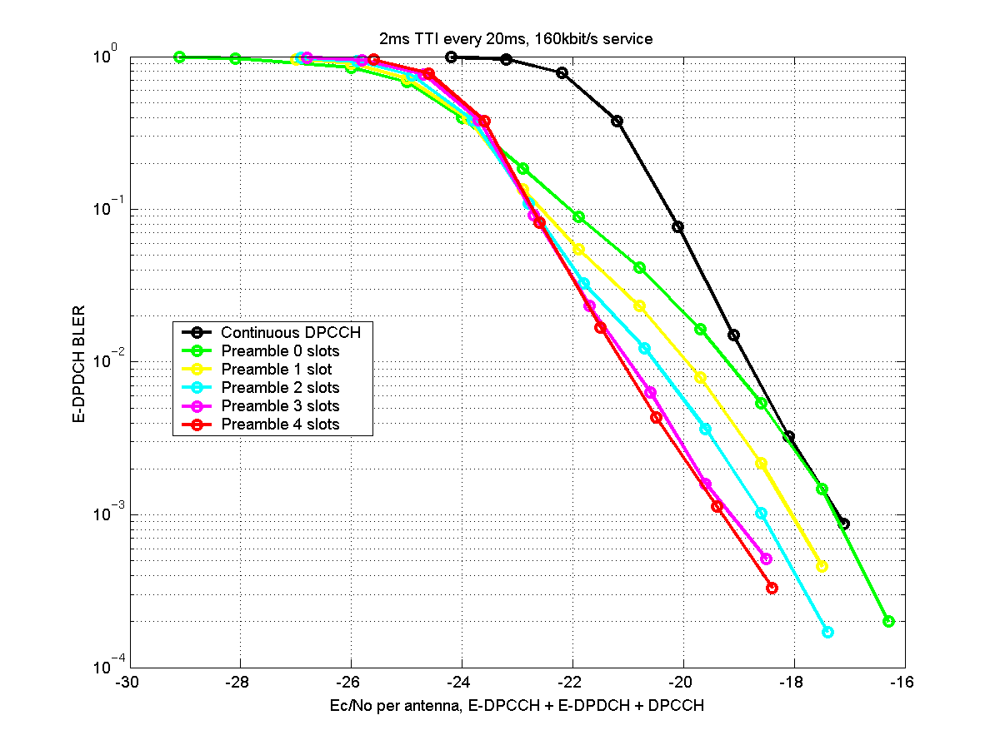 2ms TTI every 20ms, 160kbit/s service
10^0
10^-1
10^-2
10^-3
10^-4
E-DPDCH BLER
Continuous DPCCH
Preamble 0 slots
Preamble 1 slot
Preamble 2 slots
Preamble 3 slots
Preamble 4 slots
-30 -28 -26 -24 -22 -20 -18 -16
Ec/No per antenna, E-DPCCH + E-DPDCH + DPCCH